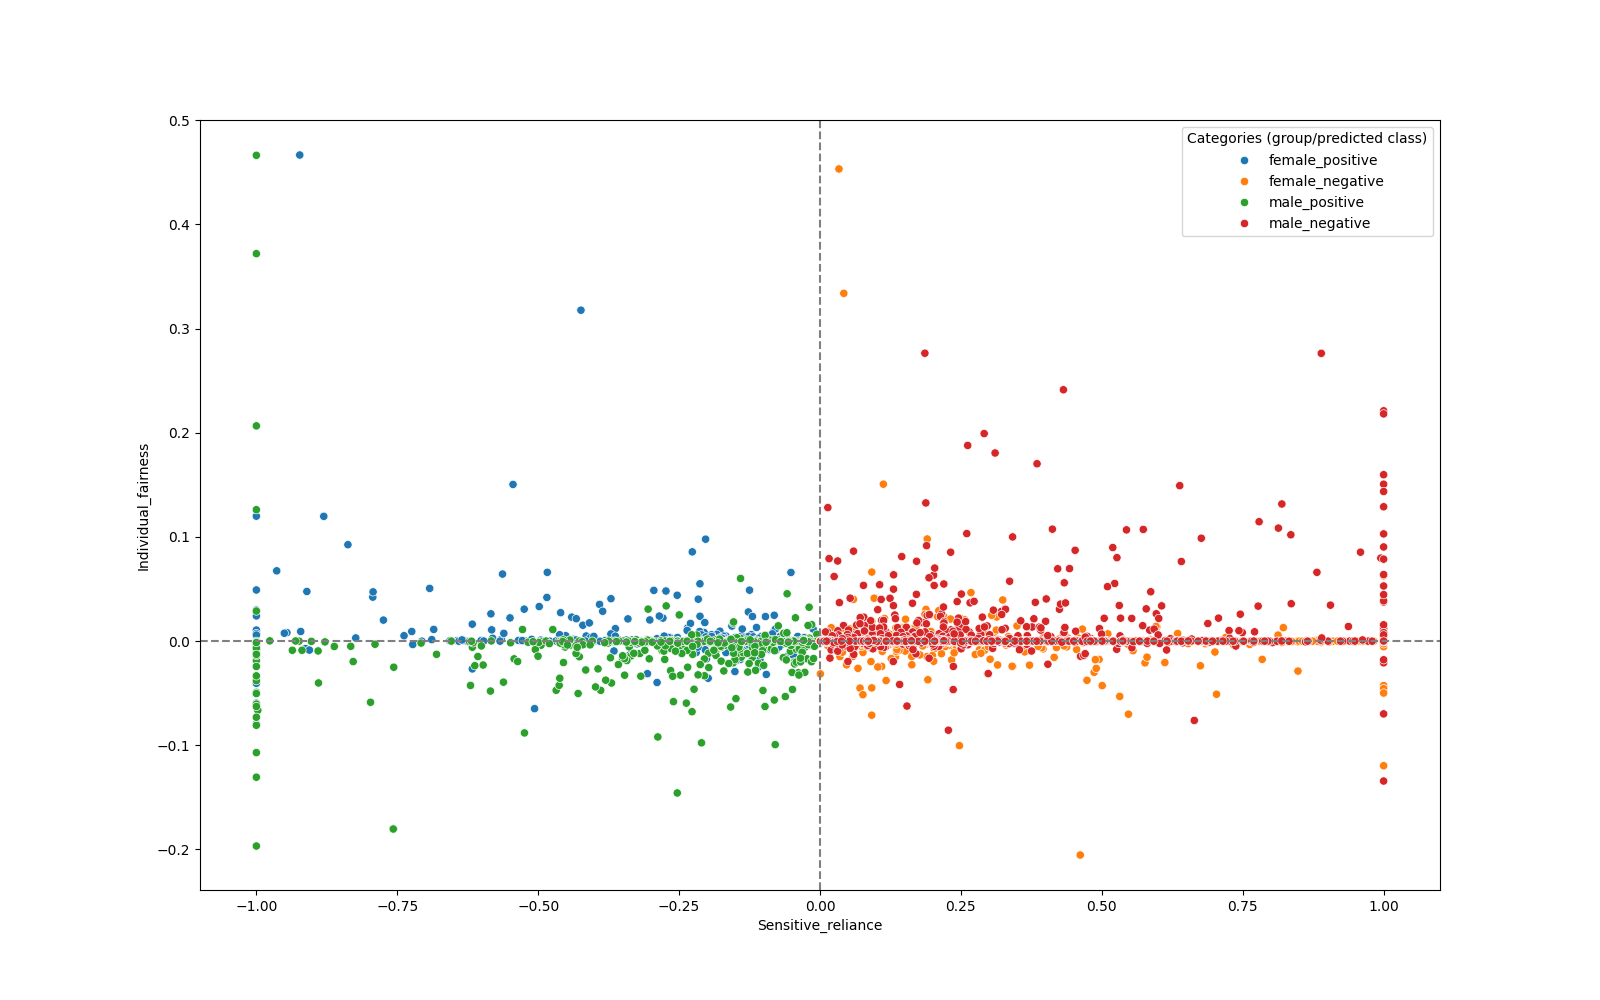 0.5
0.4
0.3
0.2
0.1
0.0
−0.1
−0.2
Individual_fairness
Categories (group/predicted class)
female_positive
female_negative
male_positive
male_negative
−1.00 −0.75 −0.50 −0.25 0.00 0.25 0.50 0.75 1.00
Sensitive_reliance